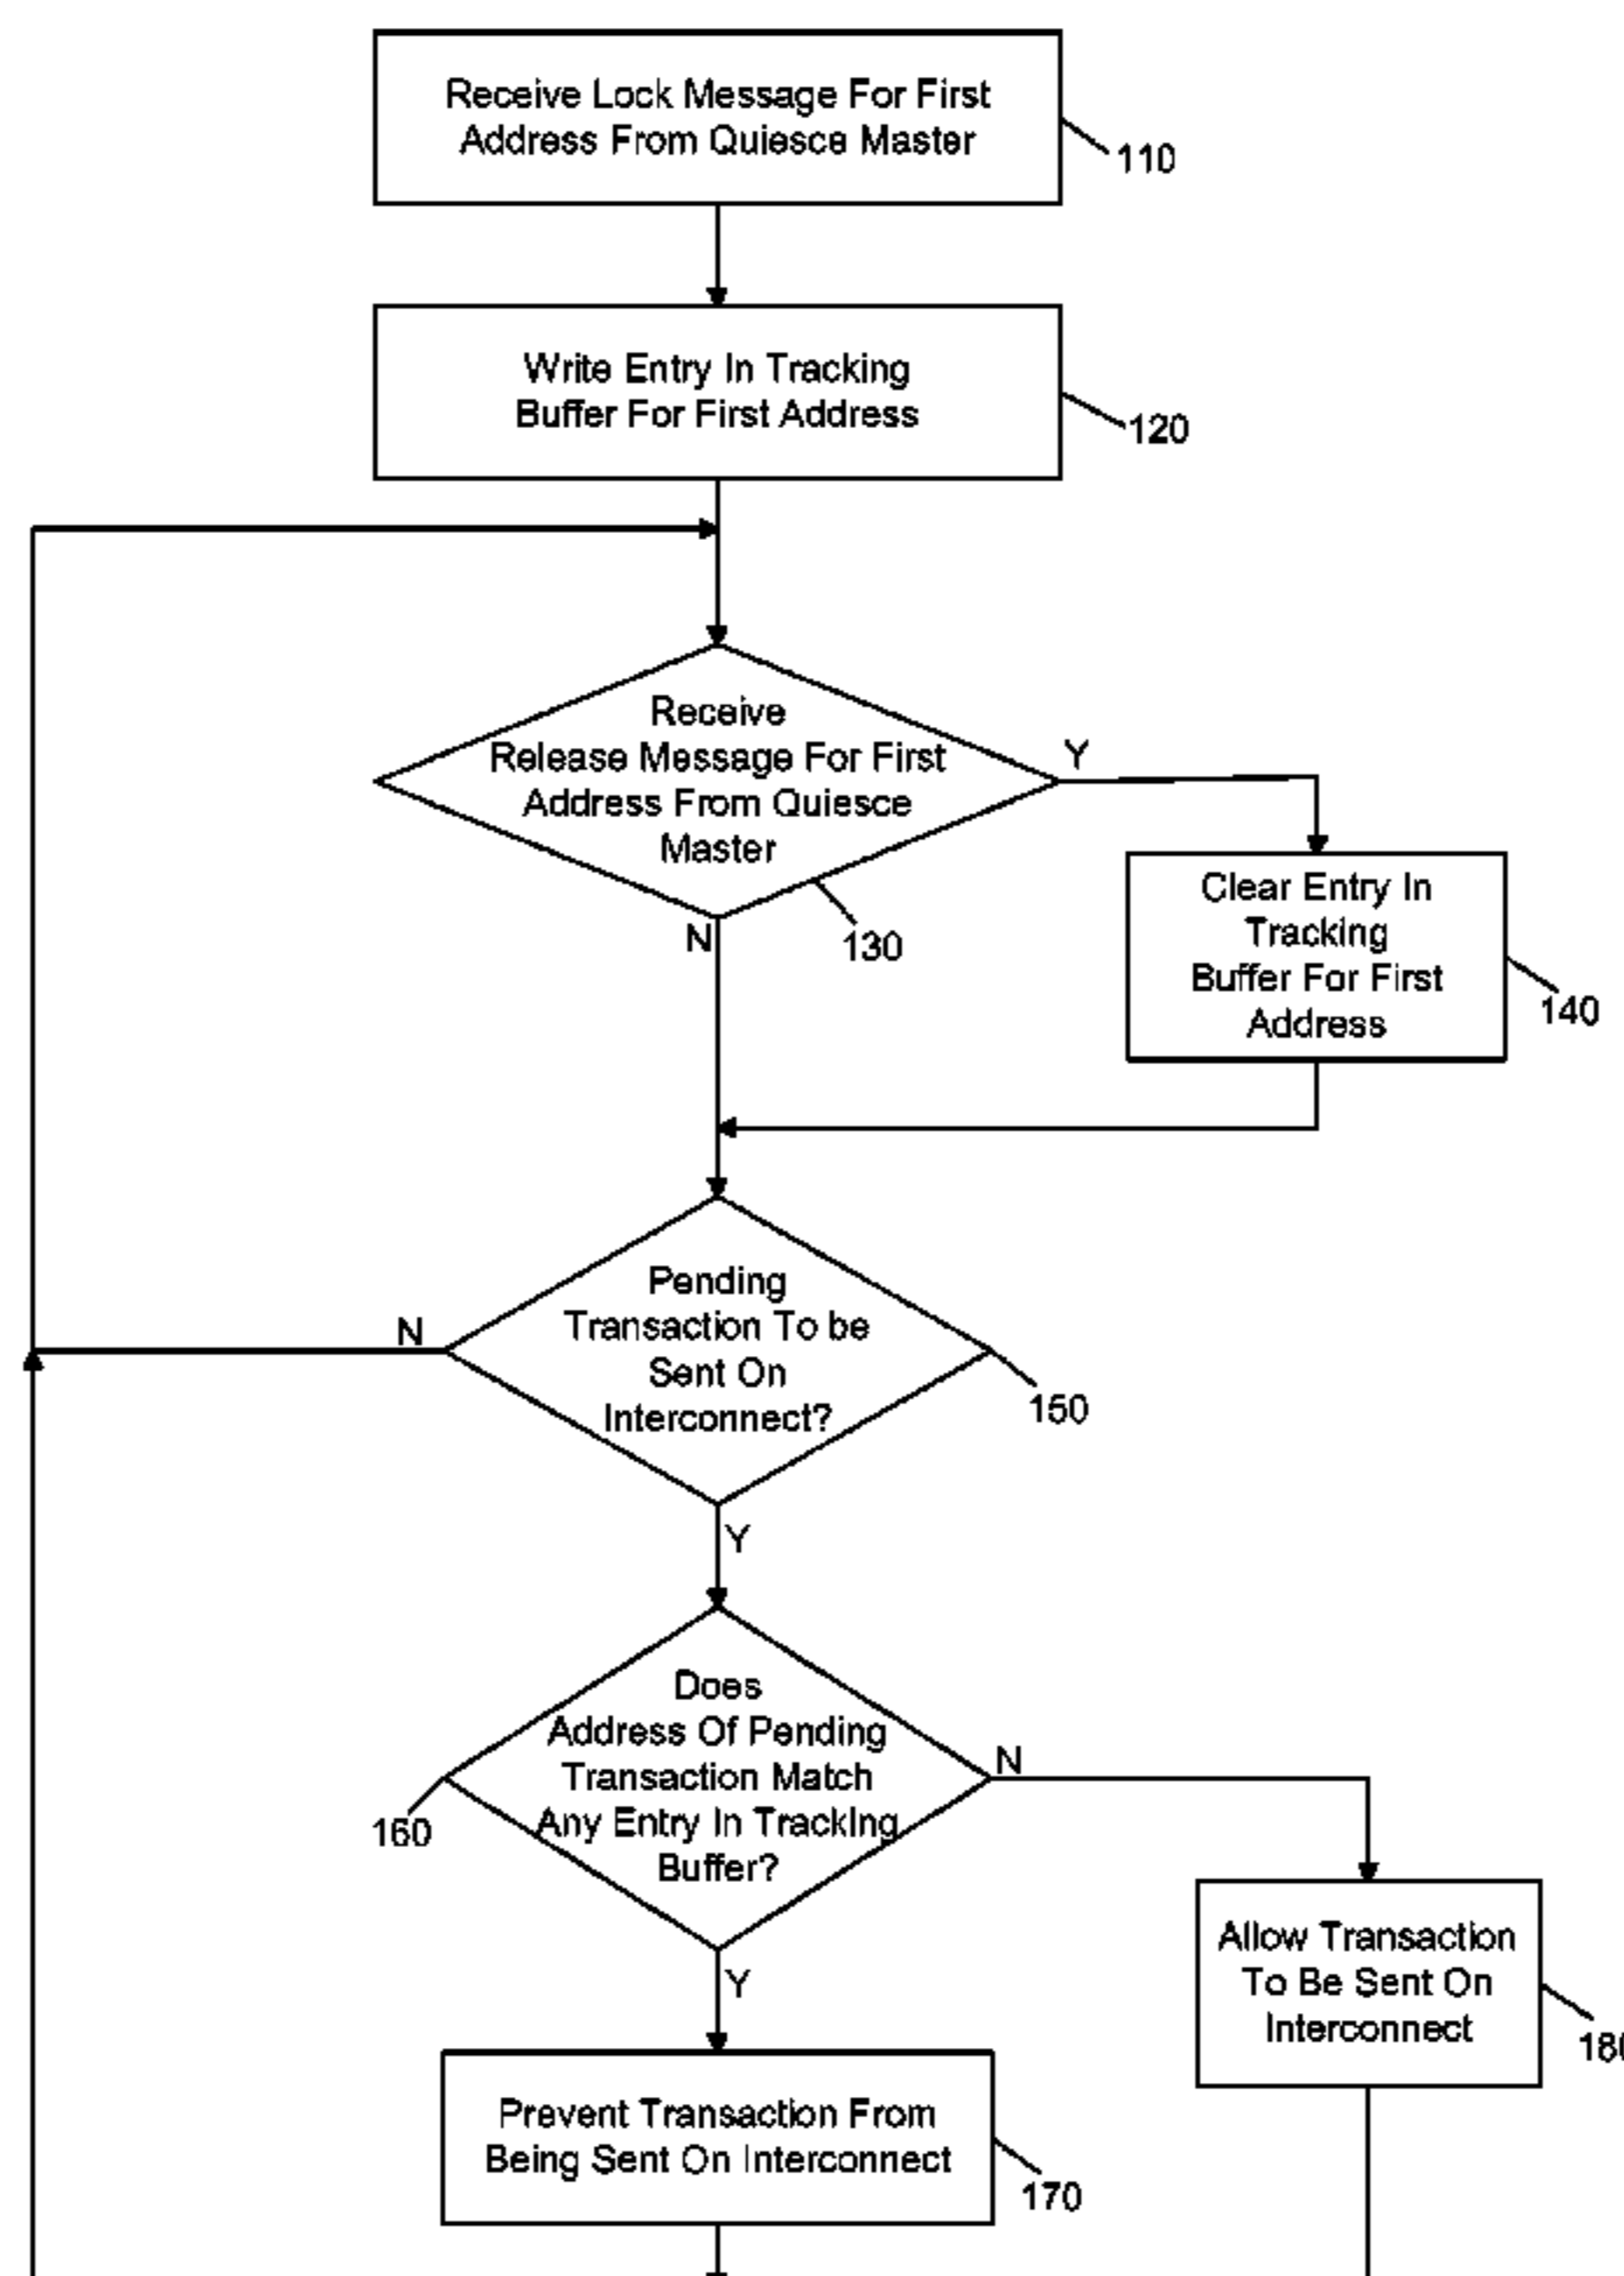 Receive Lock Message For First
Address From Quiesce Master
110
Write Entry In Tracking
Buffer For First Address
120
Receive
Release Message For First
Address From Quiesce
Master
Y
N
130
Clear Entry In
Tracking
Buffer For First
Address
140
Pending
Transaction To be
Sent On
Interconnect?
N
150
Y
Does
Address Of Pending
Transaction Match
Any Entry In Tracking
Buffer?
N
160
Y
Allow Transaction
To Be Sent On
Interconnect
180
Prevent Transaction From
Being Sent On Interconnect
170